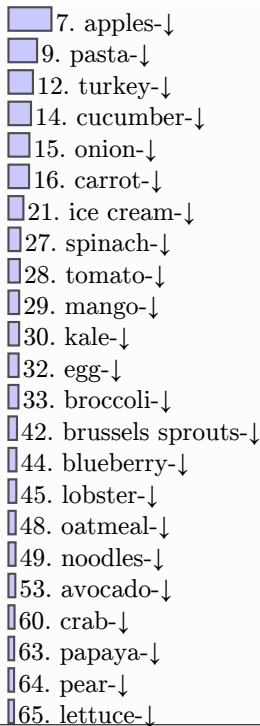 7. apples-↓
9. pasta-↓
12. turkey-↓
14. cucumber-↓
15. onion-↓
16. carrot-↓
21. ice cream-↓
27. spinach-↓
28. tomato-↓
29. mango-↓
30. kale-↓
32. egg-↓
33. broccoli-↓
42. brussels sprouts-↓
44. blueberry-↓
45. lobster-↓
48. oatmeal-↓
49. noodles-↓
53. avocado-↓
60. crab-↓
63. papaya-↓
64. pear-↓
65. lettuce-↓